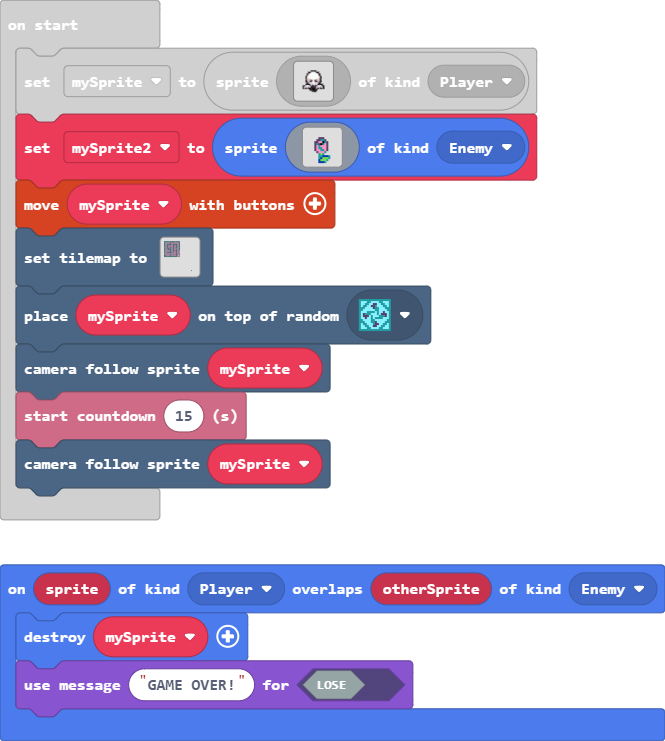 on start
set mySprite to sprite of kind Player
set mySprite2 to sprite of kind Enemy
move mySprite with buttons
set tilemap to
place mySprite on top of random
camera follow sprite mySprite
start countdown 15 (s)
camera follow sprite mySprite
on sprite of kind Player overlaps otherSprite of kind Enemy
destroy mySprite
use message "GAME OVER!" for LOSE